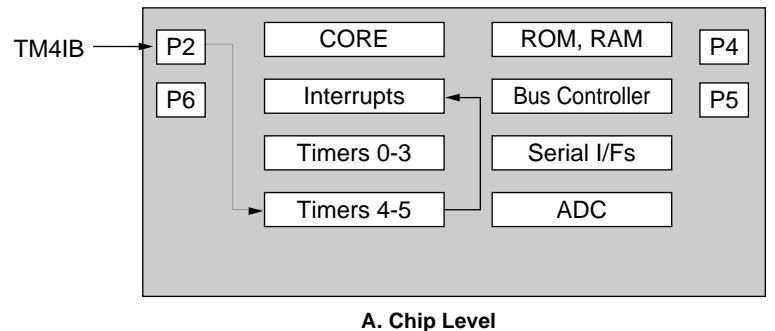 TM4IB
P2
CORE
ROM, RAM
P4
P6
Interrupts
Bus Controller
P5
Timers 0-3
Serial I/Fs
Timers 4-5
ADC
A. Chip Level